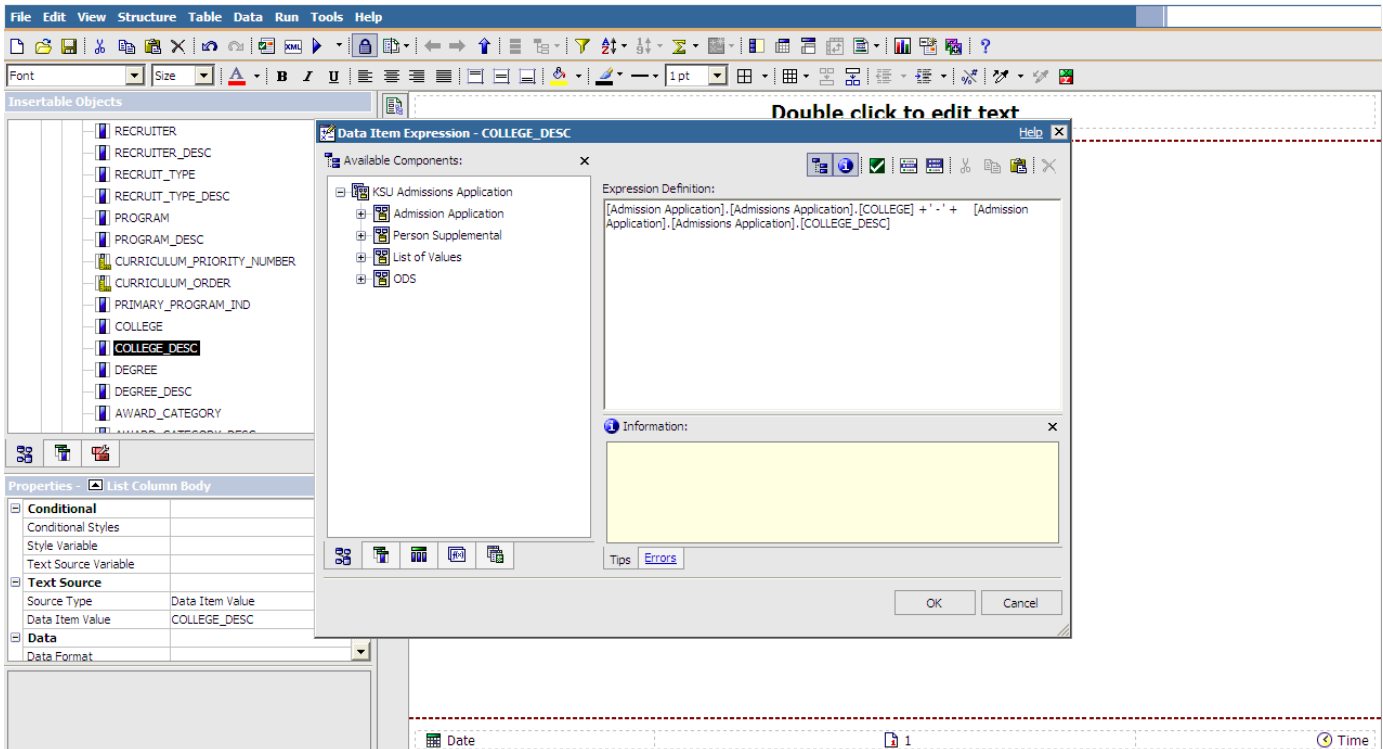 File Edit View Structure Table Data Run Tools Help
Font Size B I U 1 pt
Insertable Objects
RECRUITER
RECRUITER_DESC
RECRUIT_TYPE
RECRUIT_TYPE_DESC
PROGRAM
PROGRAM_DESC
CURRICULUM_PRIORITY_NUMBER
CURRICULUM_ORDER
PRIMARY_PROGRAM_IND
COLLEGE
COLLEGE_DESC
DEGREE
DEGREE_DESC
AWARD_CATEGORY
AWARD_CATEGORY_DESC
Properties - List Column Body
Conditional
Conditional Styles
Style Variable
Text Source Variable
Text Source
Source Type Data Item Value
Data Item Value COLLEGE_DESC
Data
Data Format
Double click to edit text
Data Item Expression - COLLEGE_DESC Help
Available Components:
KSU Admissions Application
Admission Application
Person Supplemental
List of Values
ODS
Expression Definition:
[Admission Application].[Admissions Application].[COLLEGE] +' -' + [Admission
Application].[Admissions Application].[COLLEGE_DESC]
Information:
Tips Errors
OK Cancel
Date 1 Time